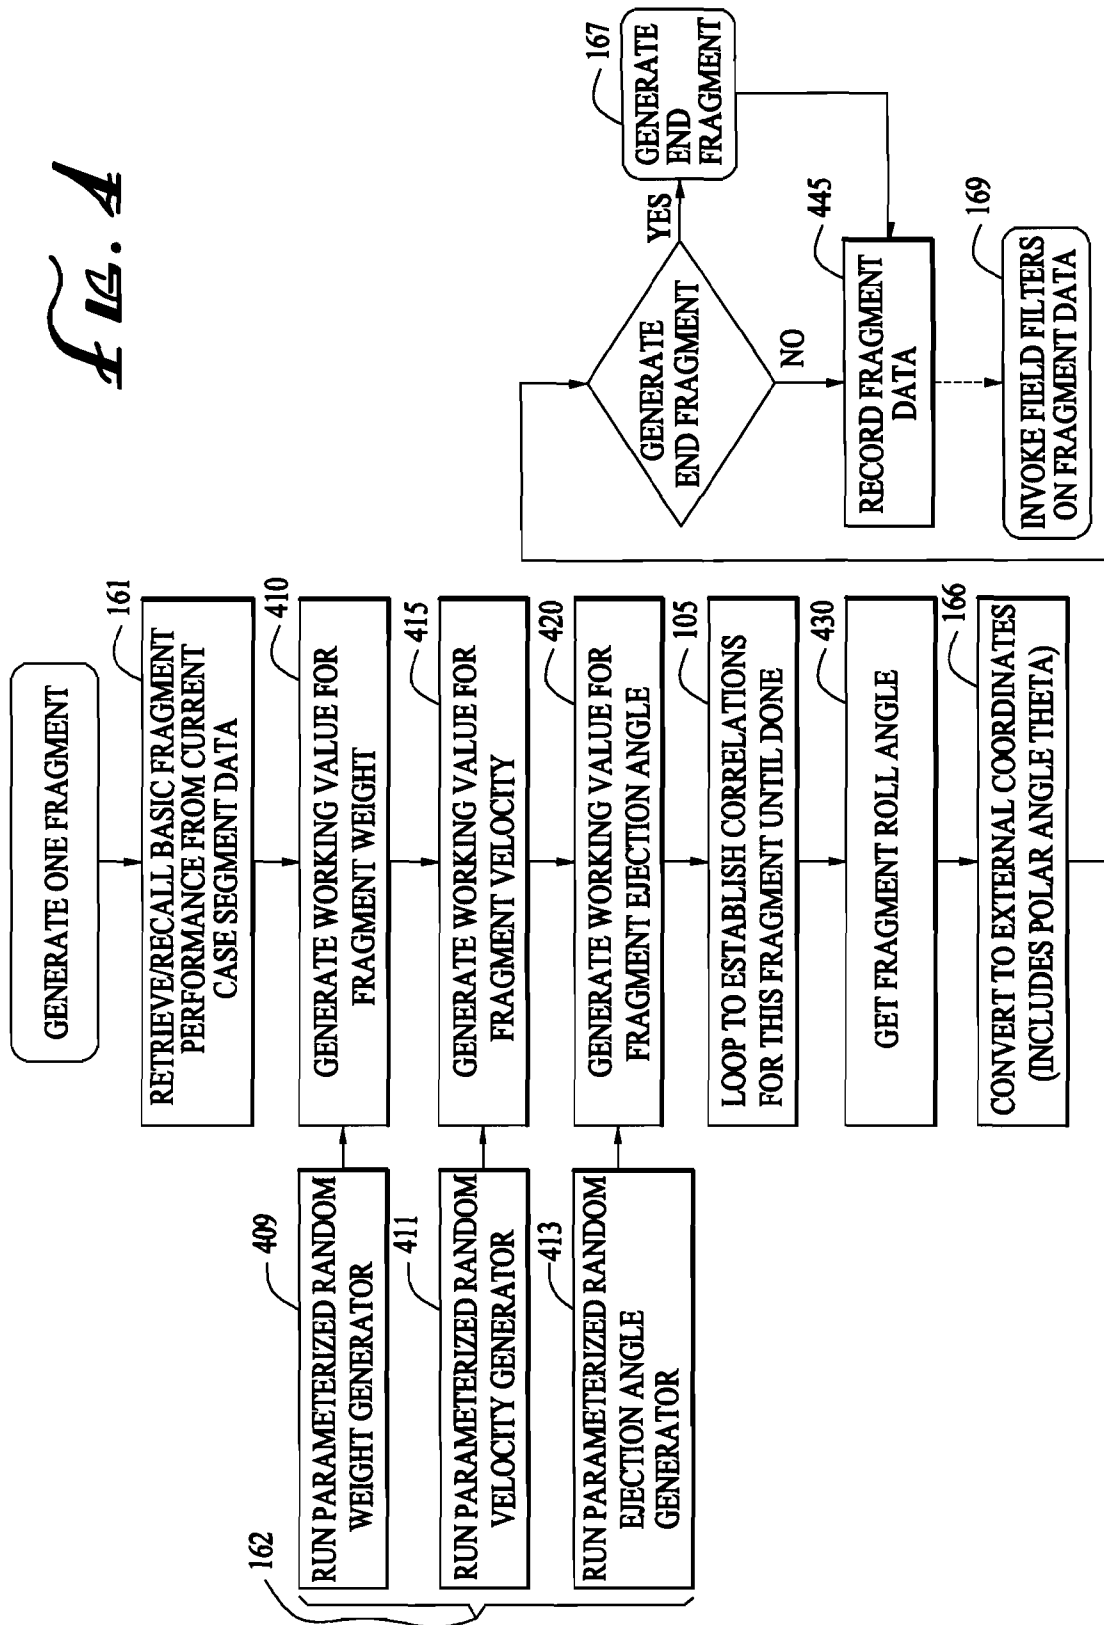 FIG. 4
GENERATE ONE FRAGMENT
161
RETRIEVE/RECALL BASIC FRAGMENT
PERFORMANCE FROM CURRENT
CASE SEGMENT DATA
162
409
RUN PARAMETERIZED RANDOM
WEIGHT GENERATOR
410
GENERATE WORKING VALUE FOR
FRAGMENT WEIGHT
411
RUN PARAMETERIZED RANDOM
VELOCITY GENERATOR
415
GENERATE WORKING VALUE FOR
FRAGMENT VELOCITY
413
RUN PARAMETERIZED RANDOM
EJECTION ANGLE
GENERATOR
420
GENERATE WORKING VALUE FOR
FRAGMENT EJECTION ANGLE
105
LOOP TO ESTABLISH CORRELATIONS
FOR THIS FRAGMENT UNTIL DONE
430
GET FRAGMENT ROLL ANGLE
166
CONVERT TO EXTERNAL COORDINATES
(INCLUDES POLAR ANGLE THETA)
GENERATE
END FRAGMENT
YES
167
GENERATE
END
FRAGMENT
NO
445
RECORD FRAGMENT
DATA
169
INVOKE FIELD FILTERS
ON FRAGMENT DATA